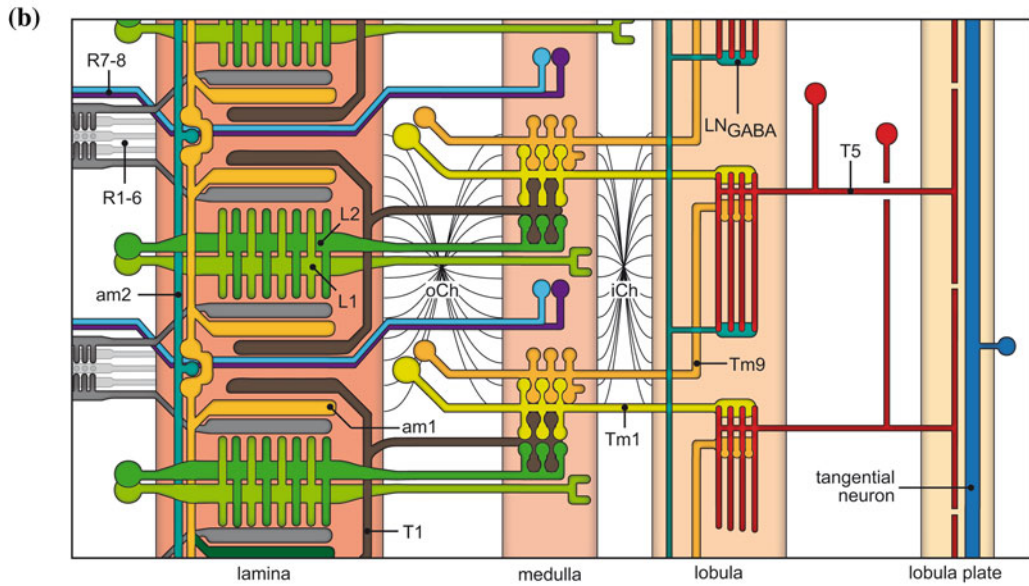 (b)
R7-8
R1-6
am2
L2
L1
am1
T1
oCh
iCh
Tm1
Tm9
LNGABA
T5
tangential
neuron
lamina
medulla
lobula
lobula plate